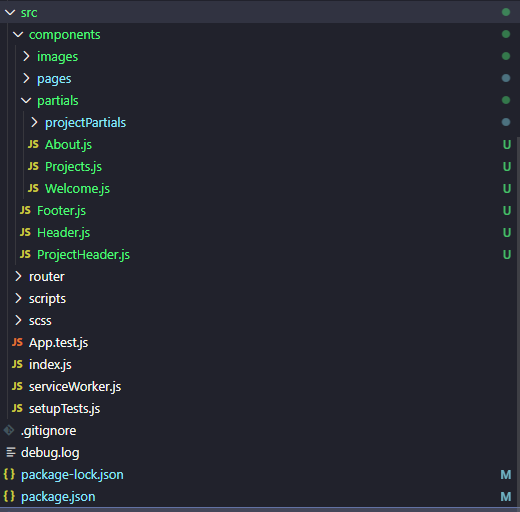 src
components
images
pages
partials
projectPartials
JS About.js U
JS Projects.js U
JS Welcome.js U
JS Footer.js U
JS Header.js U
JS ProjectHeader.js U
router
scripts
scss
JS App.test.js
JS index.js
JS serviceWorker.js
JS setupTests.js
.gitignore
debug.log
{} package-lock.json M
{} package.json M